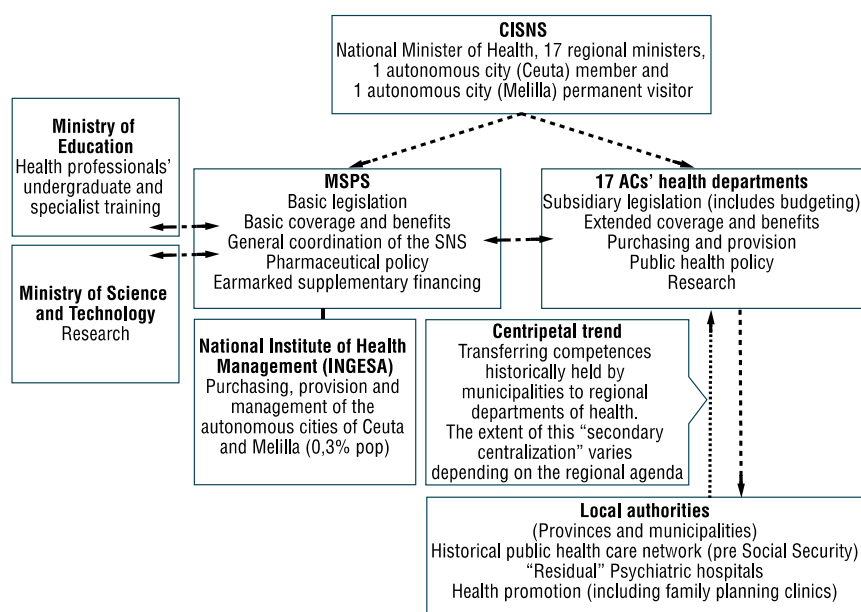 CISNS
National Minister of Health, 17 regional ministers,
1 autonomous city (Ceuta) member and
1 autonomous city (Melilla) permanent visitor
Ministry of
Education
Health professionals’
undergraduate and
specialist training
MSPS
Basic legislation
Basic coverage and benefits
General coordination of the SNS
Pharmaceutical policy
Earmarked supplementary financing
17 ACs’ health departments
Subsidiary legislation (includes budgeting)
Extended coverage and benefits
Purchasing and provision
Public health policy
Research
Ministry of Science
and Technology
Research
National Institute of Health
Management (INGESA)
Purchasing, provision and
management of the
autonomous cities of Ceuta
and Melilla (0,3% pop)
Centripetal trend
Transferring competences
historically held by
municipalities to regional
departments of health.
The extent of this “secondary
centralization” varies
depending on the regional agenda
Local authorities
(Provinces and municipalities)
Historical public health care network (pre Social Security)
“Residual” Psychiatric hospitals
Health promotion (including family planning clinics)